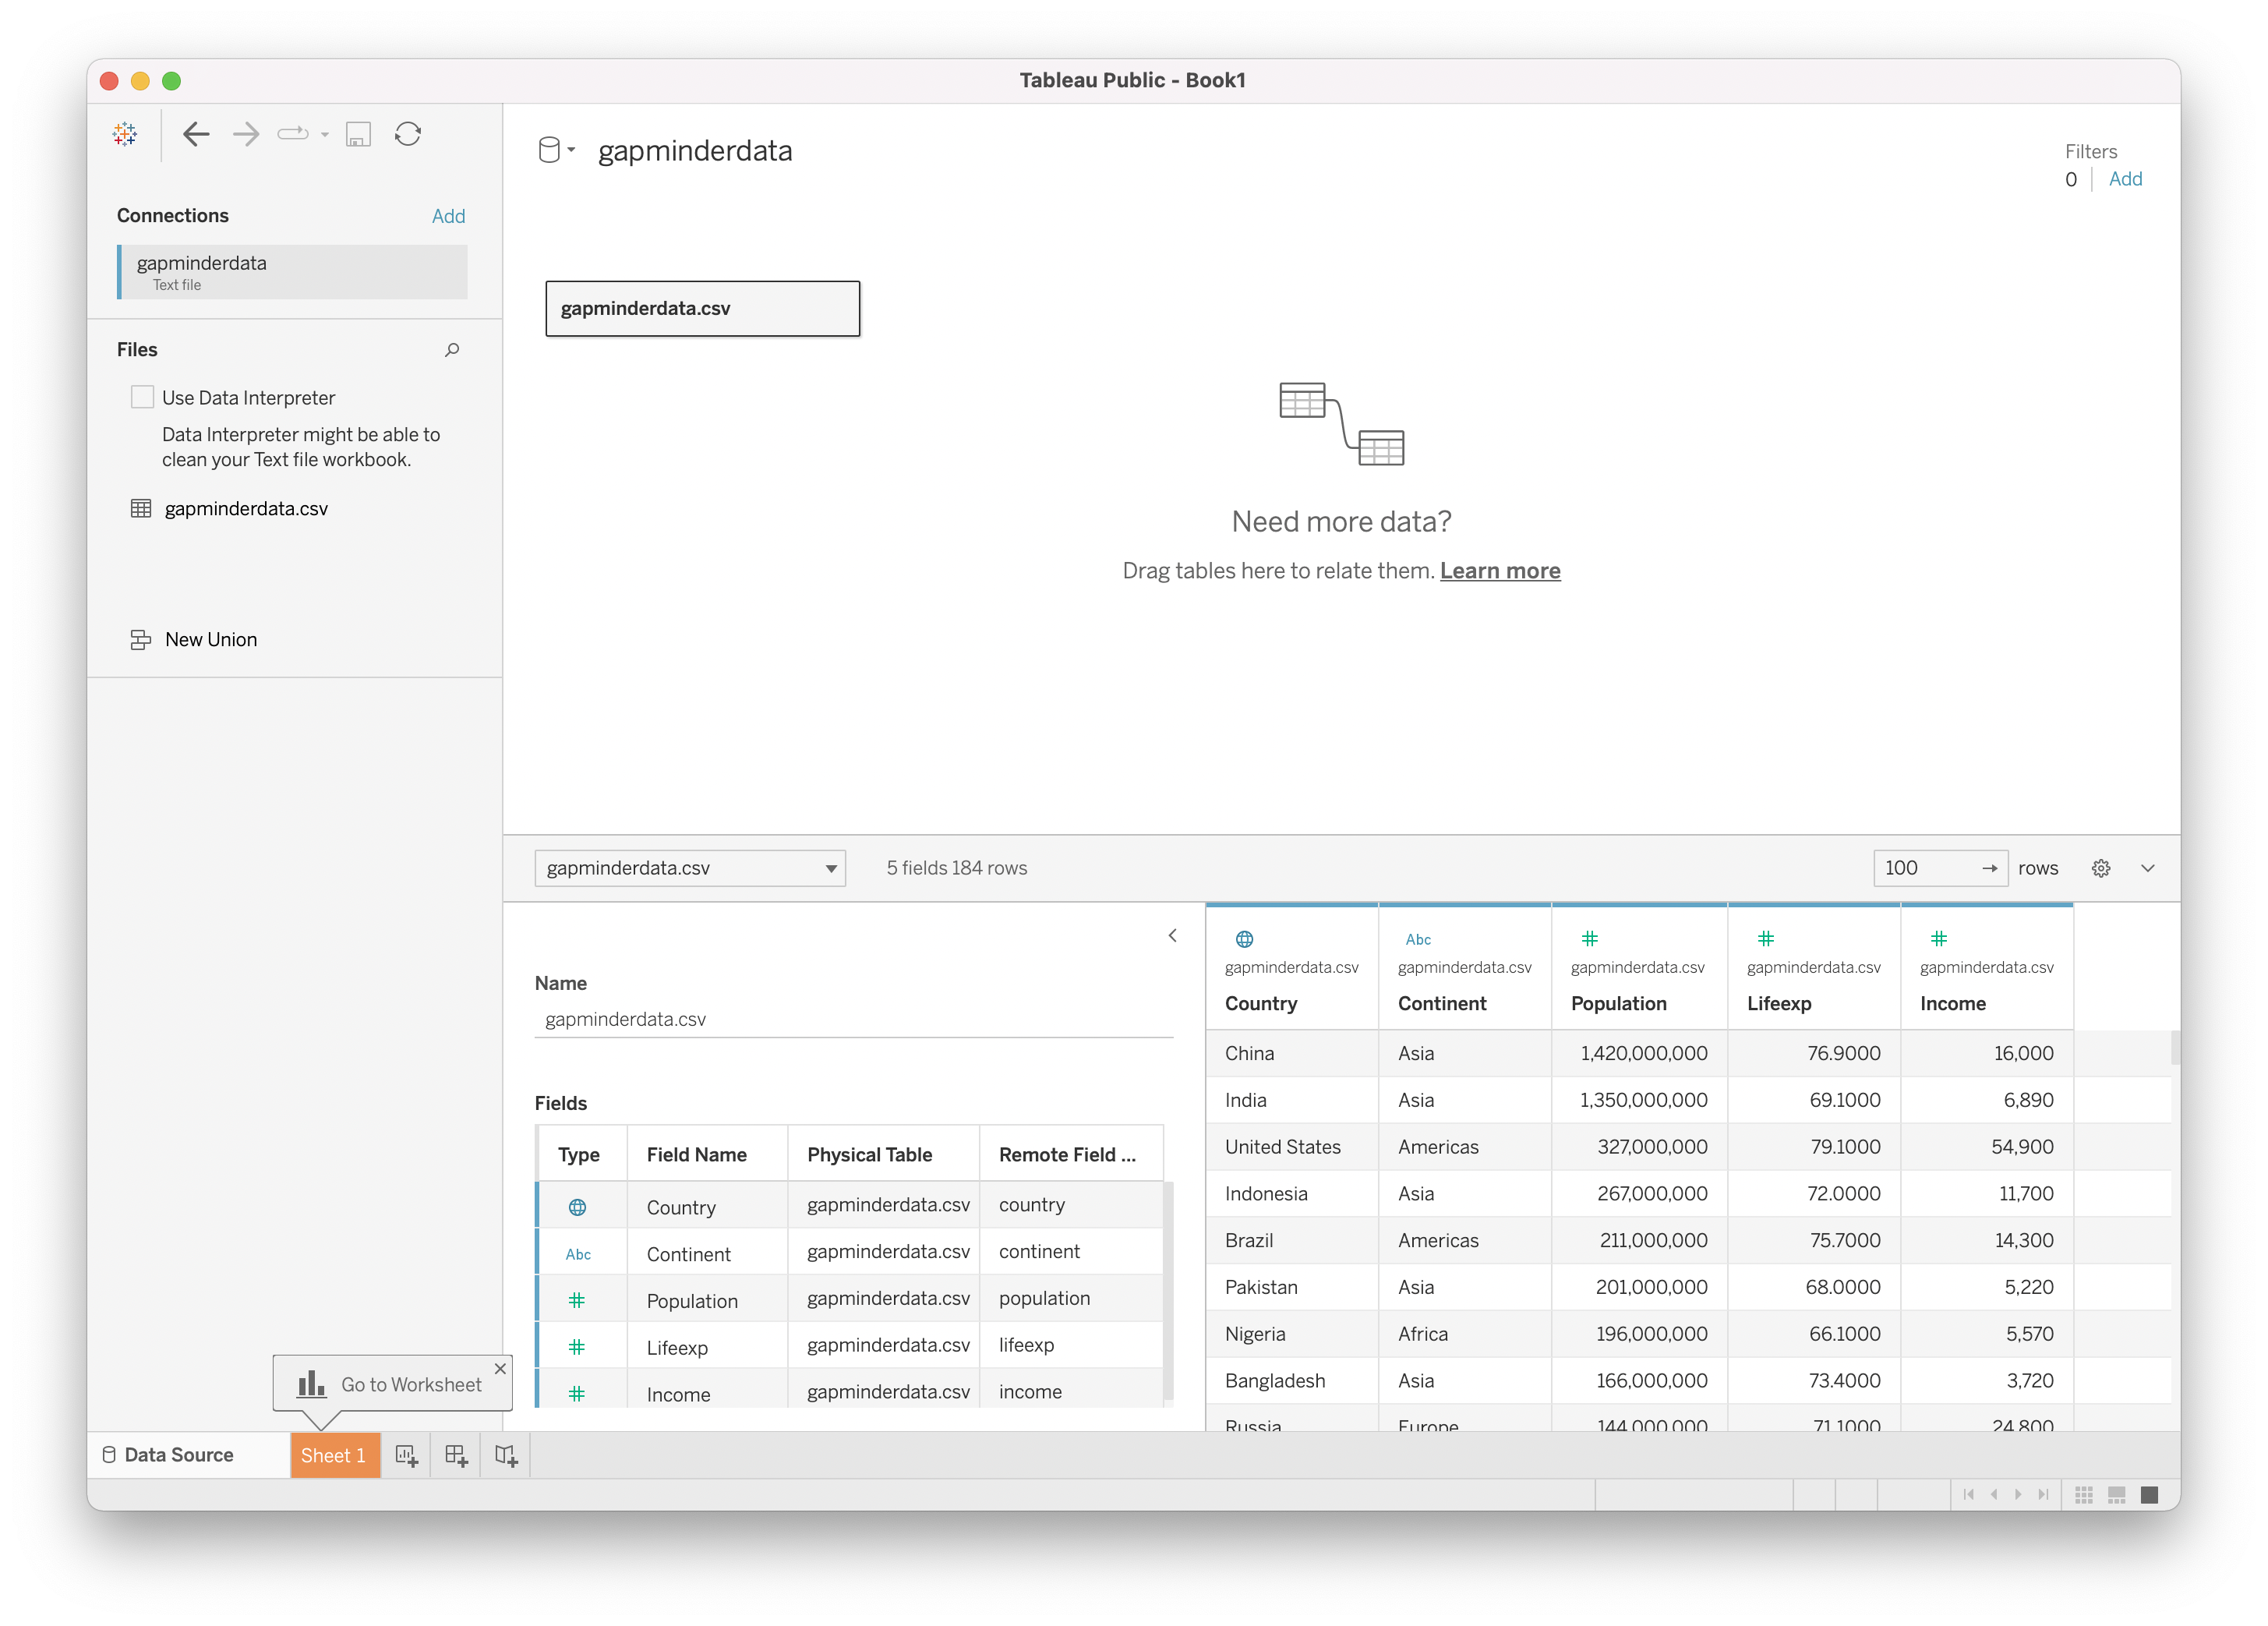 Tableau Public - Book1
gapminderdata
Filters
0 Add
Connections Add
gapminderdata
Text file
Files
Use Data Interpreter
Data Interpreter might be able to
clean your Text file workbook.
gapminderdata.csv
New Union
gapminderdata.csv
Need more data?
Drag tables here to relate them. Learn more
gapminderdata.csv 5 fields 184 rows 100 → rows
Name
gapminderdata.csv
Fields
Type Field Name Physical Table Remote Field ...
Country gapminderdata.csv country
Abc Continent gapminderdata.csv continent
# Population gapminderdata.csv population
# Lifeexp gapminderdata.csv lifeexp
# Income gapminderdata.csv income
Abc # # #
gapminderdata.csv gapminderdata.csv gapminderdata.csv gapminderdata.csv gapminderdata.csv
Country Continent Population Lifeexp Income
China Asia 1,420,000,000 76.9000 16,000
India Asia 1,350,000,000 69.1000 6,890
United States Americas 327,000,000 79.1000 54,900
Indonesia Asia 267,000,000 72.0000 11,700
Brazil Americas 211,000,000 75.7000 14,300
Pakistan Asia 201,000,000 68.0000 5,220
Nigeria Africa 196,000,000 66.1000 5,570
Bangladesh Asia 166,000,000 73.4000 3,720
Russia Europe 144,000,000 71.1000 24,800
Go to Worksheet
Data Source Sheet 1